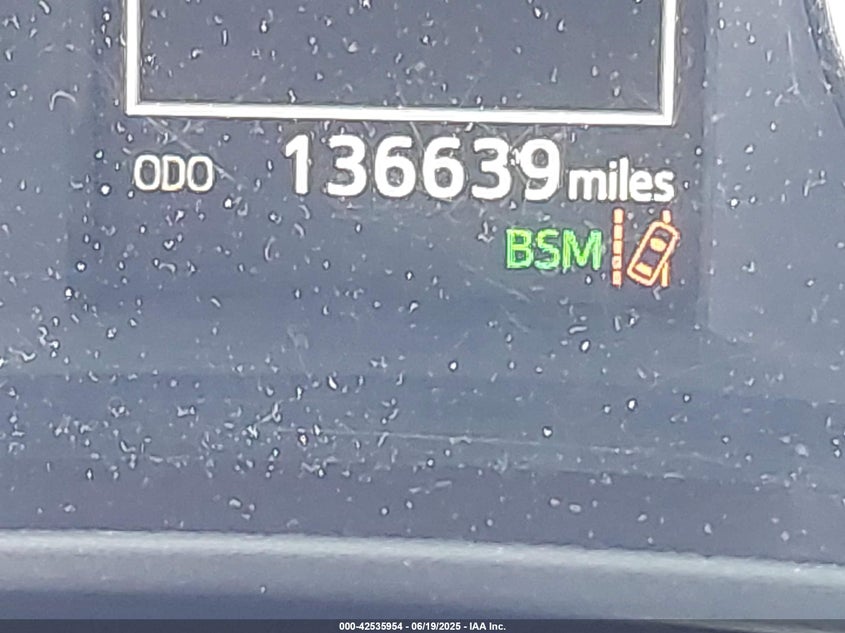 ODO 136639 miles
BSM
000-42535954 - 06/19/2025 - IAA Inc.